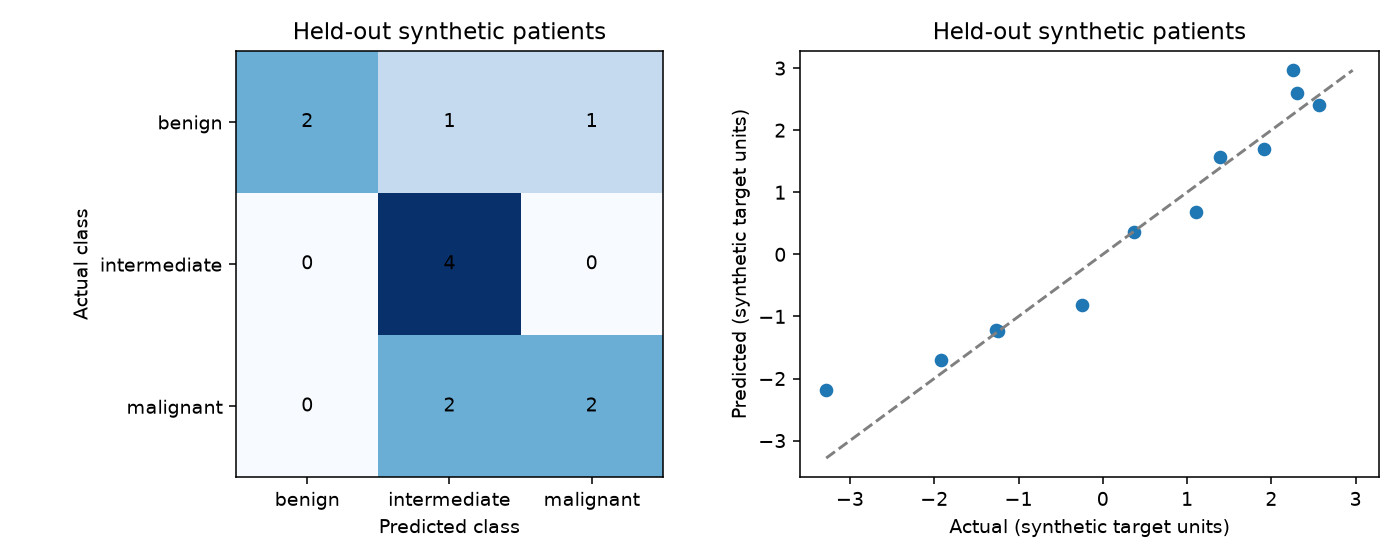 Held-out synthetic patients
benign
intermediate
malignant
Actual class
2 1 1
0 4 0
0 2 2
benign intermediate malignant
Predicted class
Held-out synthetic patients
Predicted (synthetic target units)
3
2
1
0
−1
−2
−3
−3 −2 −1 0 1 2 3
Actual (synthetic target units)